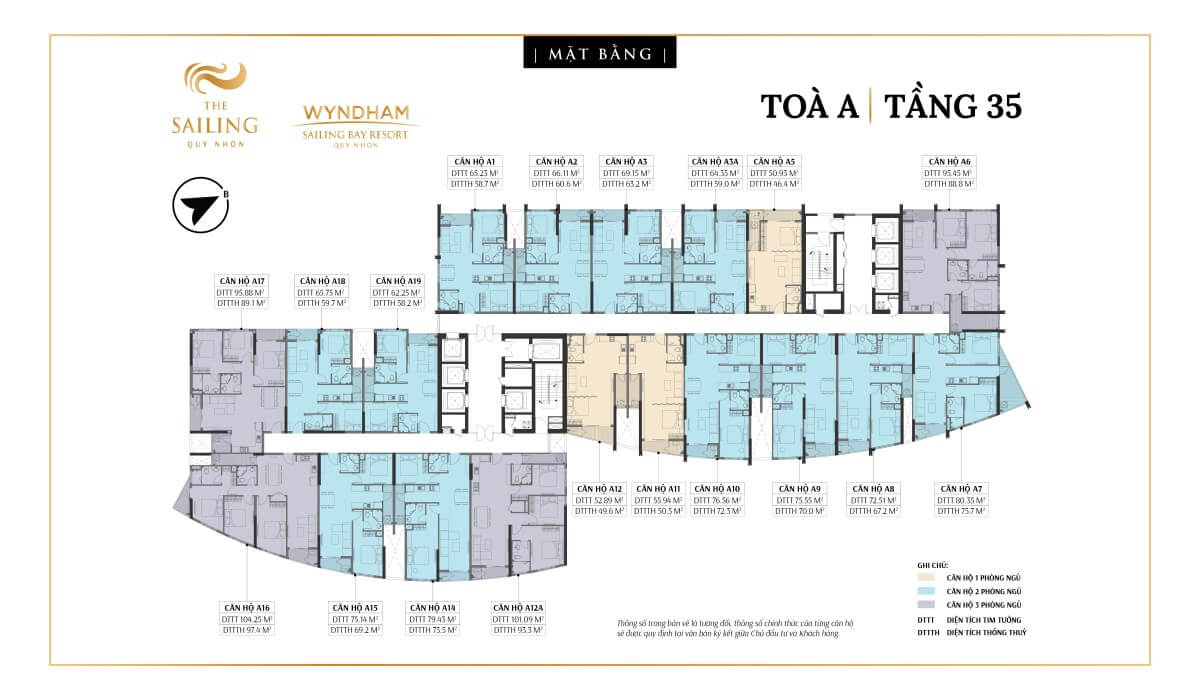 | MẶT BẰNG |
THE
SAILING
QUY NHON
WYNDHAM
SAILING BAY RESORT
QUY NHON
TOÀ A | TẦNG 35
B
CĂN HỘ A1
DTTT 65.23 M²
DTTTH 58.7 M²
CĂN HỘ A2
DTTT 66.11 M²
DTTTH 60.6 M²
CĂN HỘ A3
DTTT 69.15 M²
DTTTH 63.2 M²
CĂN HỘ A3A
DTTT 64.35 M²
DTTTH 59.0 M²
CĂN HỘ A5
DTTT 50.93 M²
DTTTH 46.4 M²
CĂN HỘ A6
DTTT 95.45 M²
DTTTH 88.8 M²
CĂN HỘ A17
DTTT 95.88 M²
DTTTH 89.1 M²
CĂN HỘ A18
DTTT 65.75 M²
DTTTH 59.7 M²
CĂN HỘ A19
DTTT 62.25 M²
DTTTH 58.2 M²
CĂN HỘ A12
DTTT 52.89 M²
DTTTH 49.6 M²
CĂN HỘ A11
DTTT 55.94 M²
DTTTH 50.5 M²
CĂN HỘ A10
DTTT 76.56 M²
DTTTH 72.3 M²
CĂN HỘ A9
DTTT 75.55 M²
DTTTH 70.0 M²
CĂN HỘ A8
DTTT 72.51 M²
DTTTH 67.2 M²
CĂN HỘ A7
DTTT 80.35 M²
DTTTH 75.7 M²
CĂN HỘ A16
DTTT 104.25 M²
DTTTH 97.4 M²
CĂN HỘ A15
DTTT 75.14 M²
DTTTH 69.2 M²
CĂN HỘ A14
DTTT 79.43 M²
DTTTH 73.5 M²
CĂN HỘ A12A
DTTT 101.09 M²
DTTTH 93.3 M²
Thông số trong bản vẽ là tương đối, thông số chính thức của từng căn hộ
sẽ được quy định tại văn bản ký kết giữa Chủ đầu tư và Khách hàng.
GHI CHÚ:
CĂN HỘ 1 PHÒNG NGỦ
CĂN HỘ 2 PHÒNG NGỦ
CĂN HỘ 3 PHÒNG NGỦ
DTTT DIỆN TÍCH TIM TƯỜNG
DTTTH DIỆN TÍCH THÔNG THUỶ